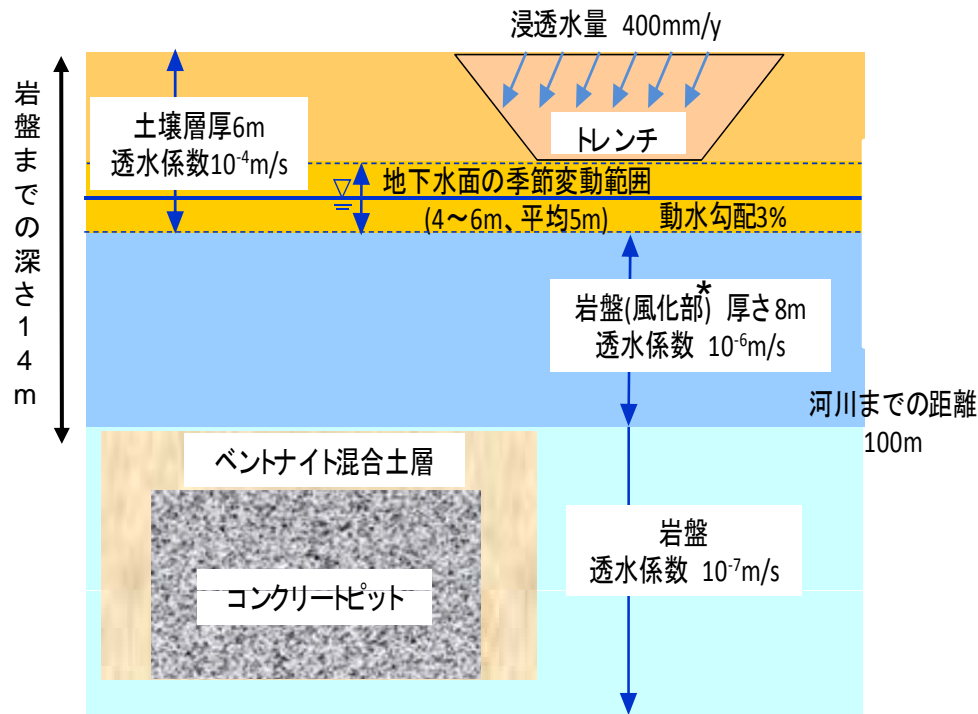 浸透水量 400mm/y
岩盤までの深さ14m
土壌層厚6m
透水係数10⁻⁴m/s
トレンチ
地下水面の季節変動範囲
(4～6m、平均5m) 動水勾配3%
岩盤(風化部*) 厚さ8m
透水係数 10⁻⁶m/s
河川までの距離
100m
ベントナイト混合土層
岩盤
透水係数 10⁻⁷m/s
コンクリートピット